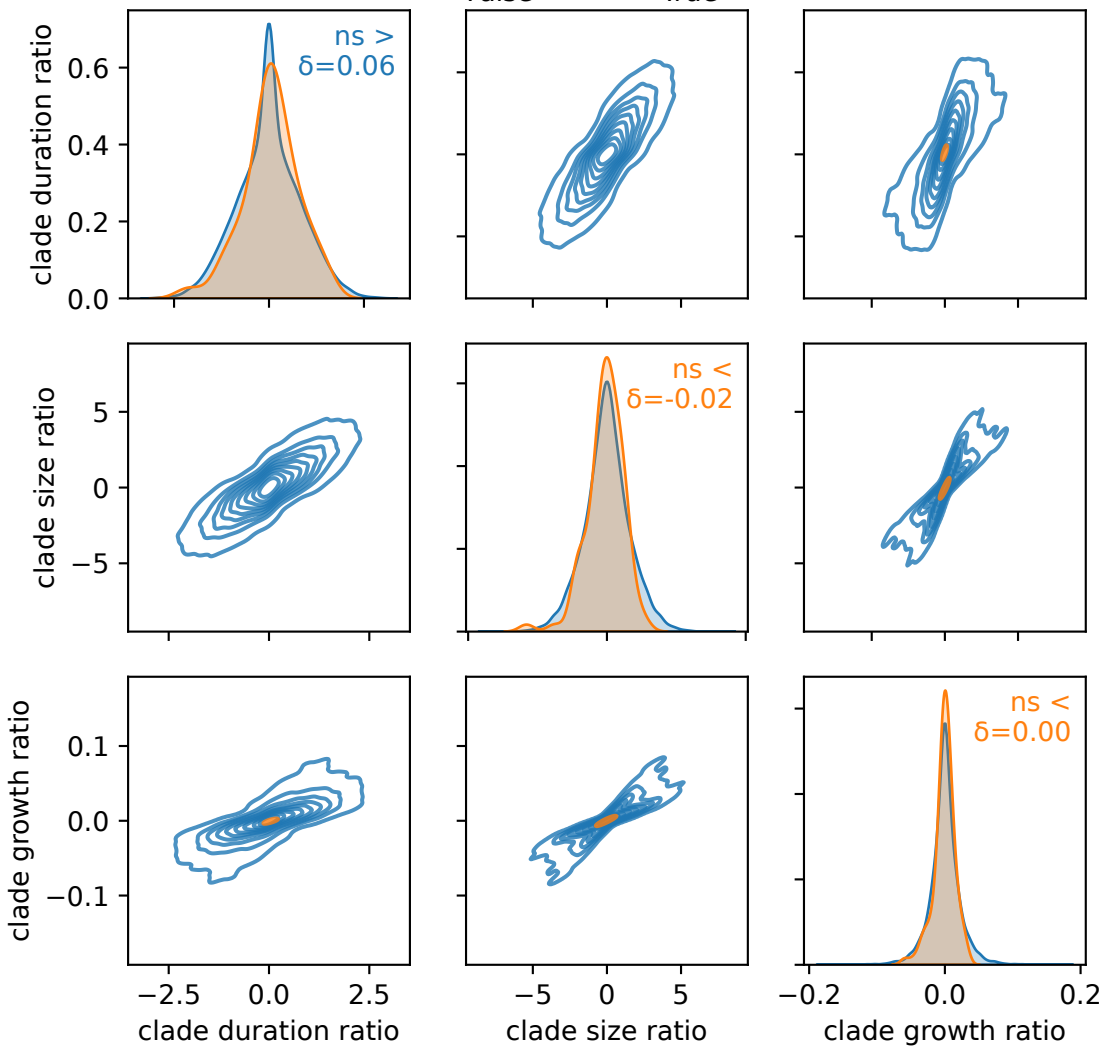 clade duration ratio
0.6
0.4
0.2
0.0
ns >
δ=0.06
clade size ratio
5
0
−5
ns <
δ=-0.02
clade growth ratio
0.1
0.0
−0.1
ns <
δ=0.00
−2.5
0.0
2.5
−5
0
5
−0.2
0.0
0.2
clade duration ratio
clade size ratio
clade growth ratio